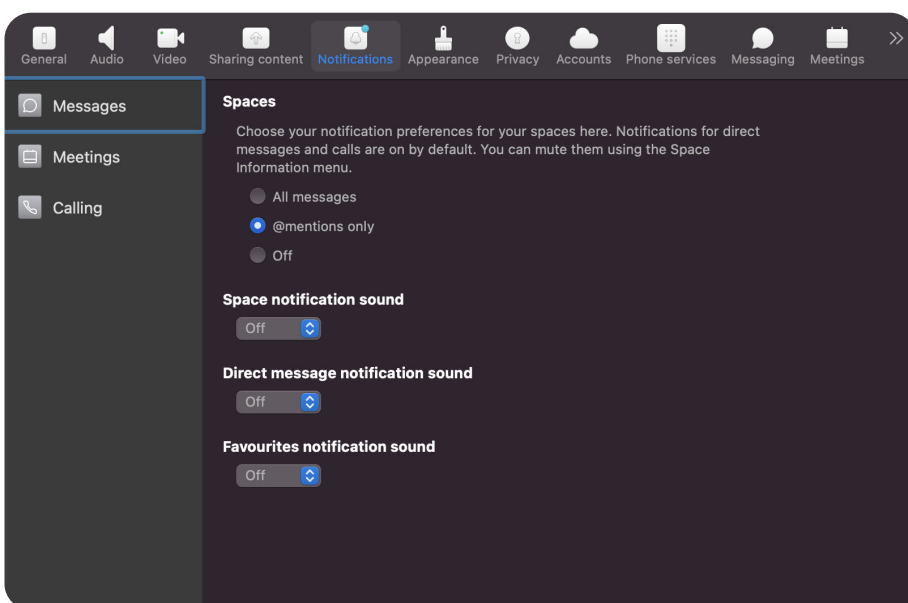 General Audio Video Sharing content Notifications Appearance Privacy Accounts Phone services Messaging Meetings
Messages
Meetings
Calling
Spaces
Choose your notification preferences for your spaces here. Notifications for direct
messages and calls are on by default. You can mute them using the Space
Information menu.
All messages
@mentions only
Off
Space notification sound
Off
Direct message notification sound
Off
Favourites notification sound
Off